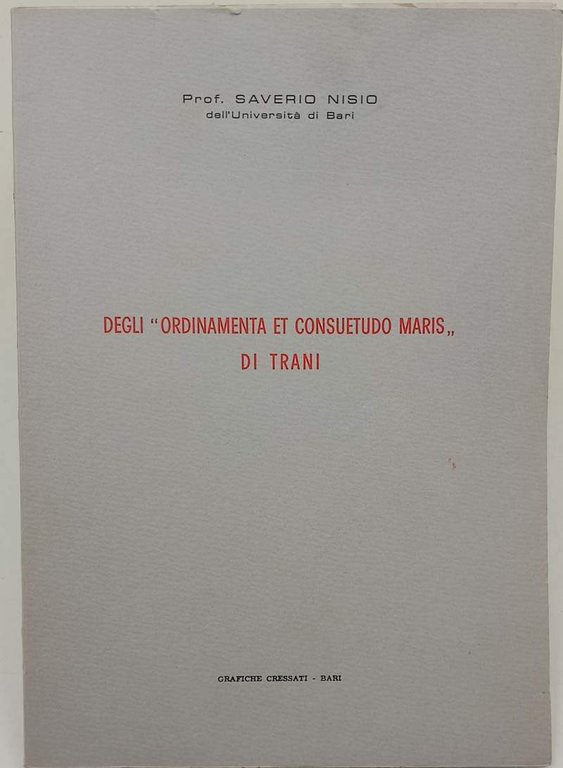 Prof. SAVERIO NISIO
dell'Università di Bari
DEGLI "ORDINAMENTA ET CONSUETUDO MARIS„
DI TRANI
GRAFICHE CRESSATI - BARI